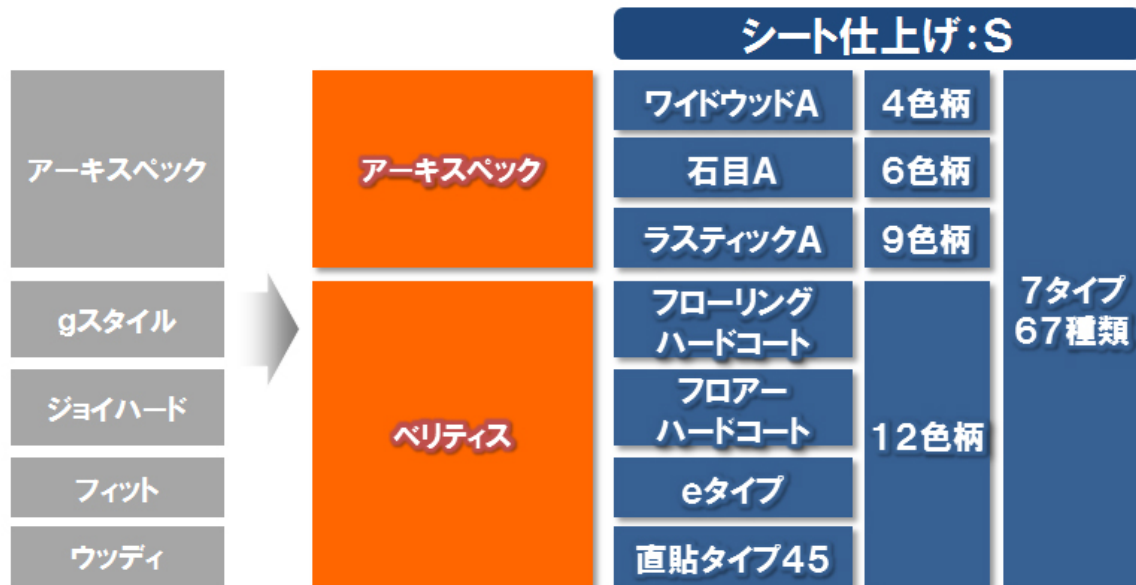 シート仕上げ:S
アーキスペック
アーキスペック
ワイドウッドA
4色柄
石目A
6色柄
ラスティックA
9色柄
7タイプ
67種類
gスタイル
ジョイハード
フィット
ウッディ
ベリティス
フローリング
ハードコート
フロアー
ハードコート
eタイプ
直貼タイプ45
12色柄